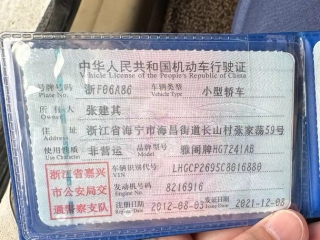 中华人民共和国机动车行驶证
Vehicle License of the People's Republic of China
号牌号码 浙F06A86 车辆类型 小型轿车
Plate No. Vehicle Type
所有人 张建其
Owner
住址 浙江省海宁市海昌街道长山村张家荡59号
Address
使用性质 非营运 品牌型号 雅阁牌HG7241AB
Use Character Model
车辆识别代号 LHGCP2695C8016880
VIN
发动机号码 8216916
Engine No.
注册日期 2012-08-03 发证日期 2021-12-08
Register Date Issue Date
浙江省嘉兴
市公安局交
通警察支队